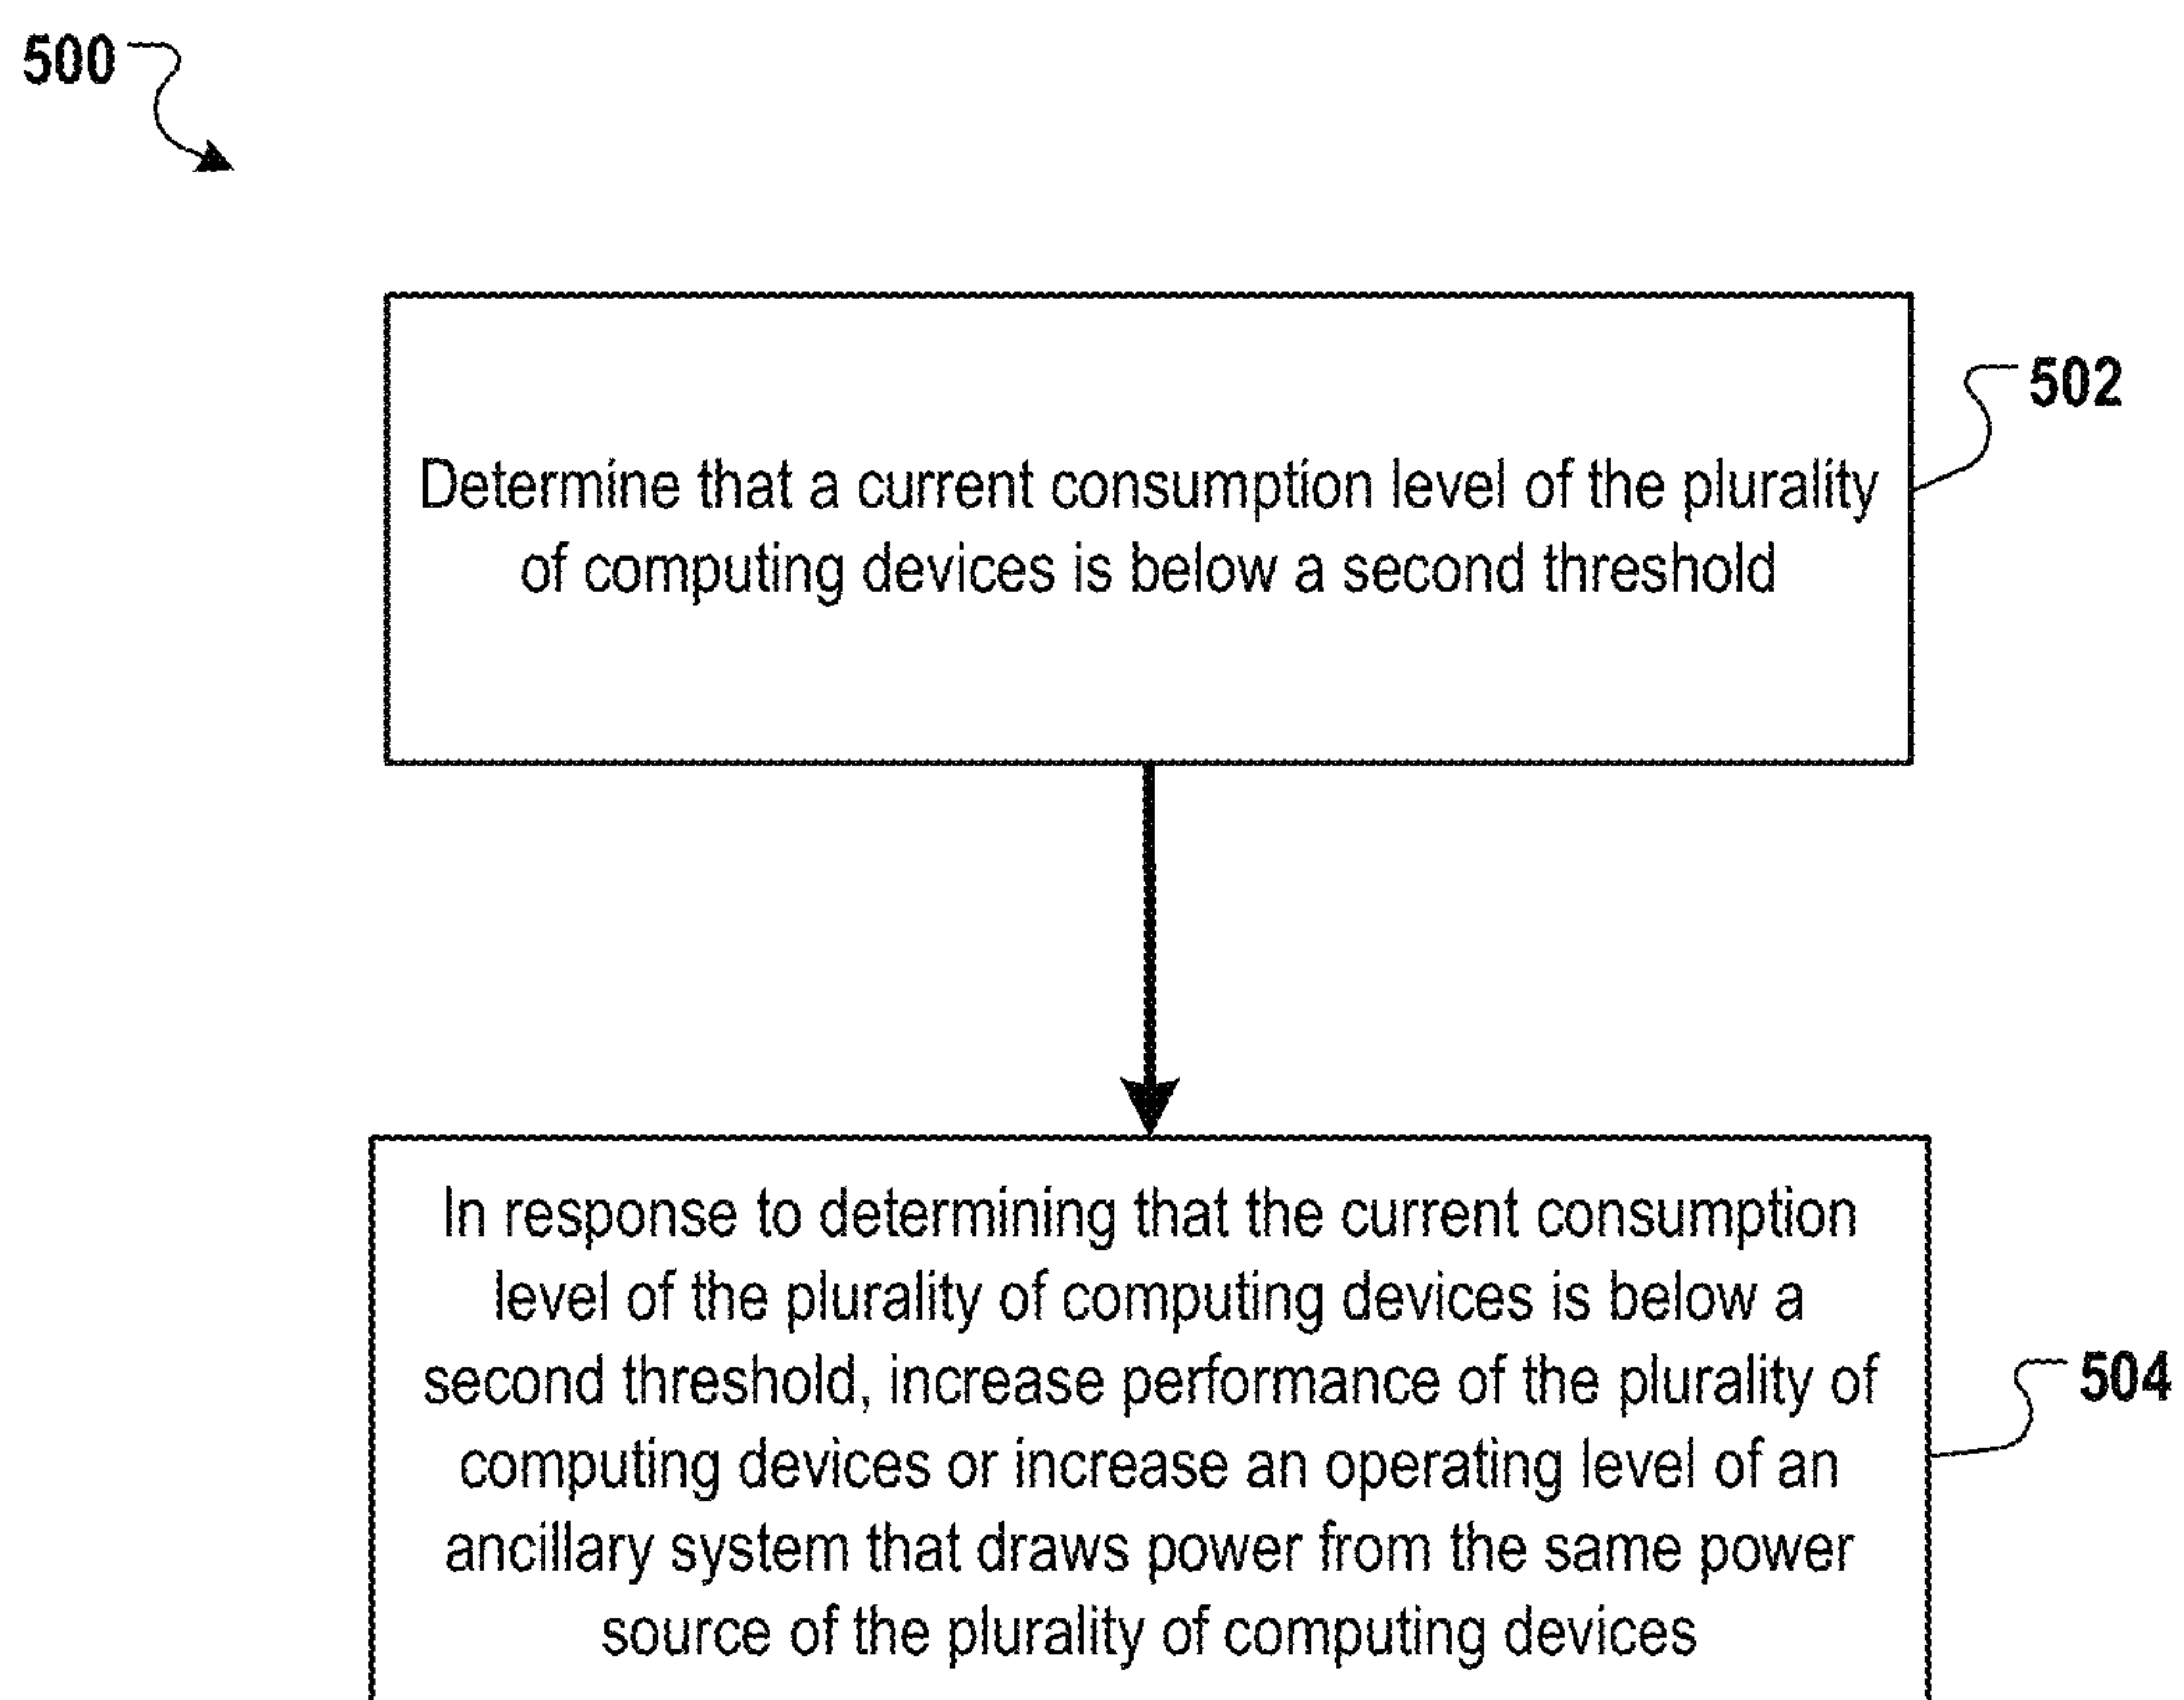 500
502
Determine that a current consumption level of the plurality
of computing devices is below a second threshold
In response to determining that the current consumption
level of the plurality of computing devices is below a
second threshold, increase performance of the plurality of
computing devices or increase an operating level of an
ancillary system that draws power from the same power
source of the plurality of computing devices
504